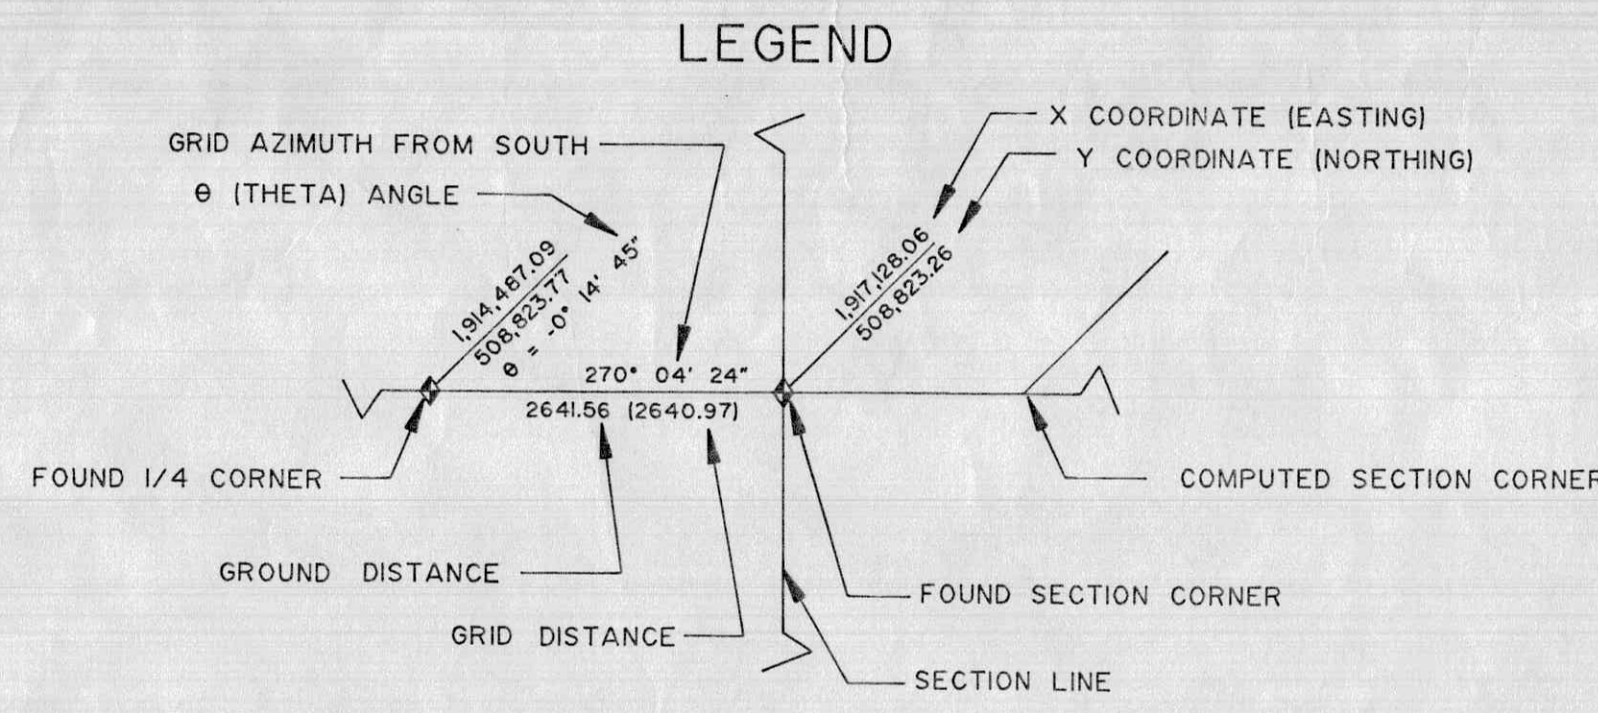 LEGEND
X COORDINATE (EASTING)
GRID AZIMUTH FROM SOUTH
Y COORDINATE (NORTHING)
θ (THETA) ANGLE
1,914,487.09
508,823.77
θ = -0° 14' 45"
1,917,128.06
508,823.26
270° 04' 24"
2641.56 (2640.97)
FOUND 1/4 CORNER
COMPUTED SECTION CORNER
GROUND DISTANCE
FOUND SECTION CORNER
GRID DISTANCE
SECTION LINE